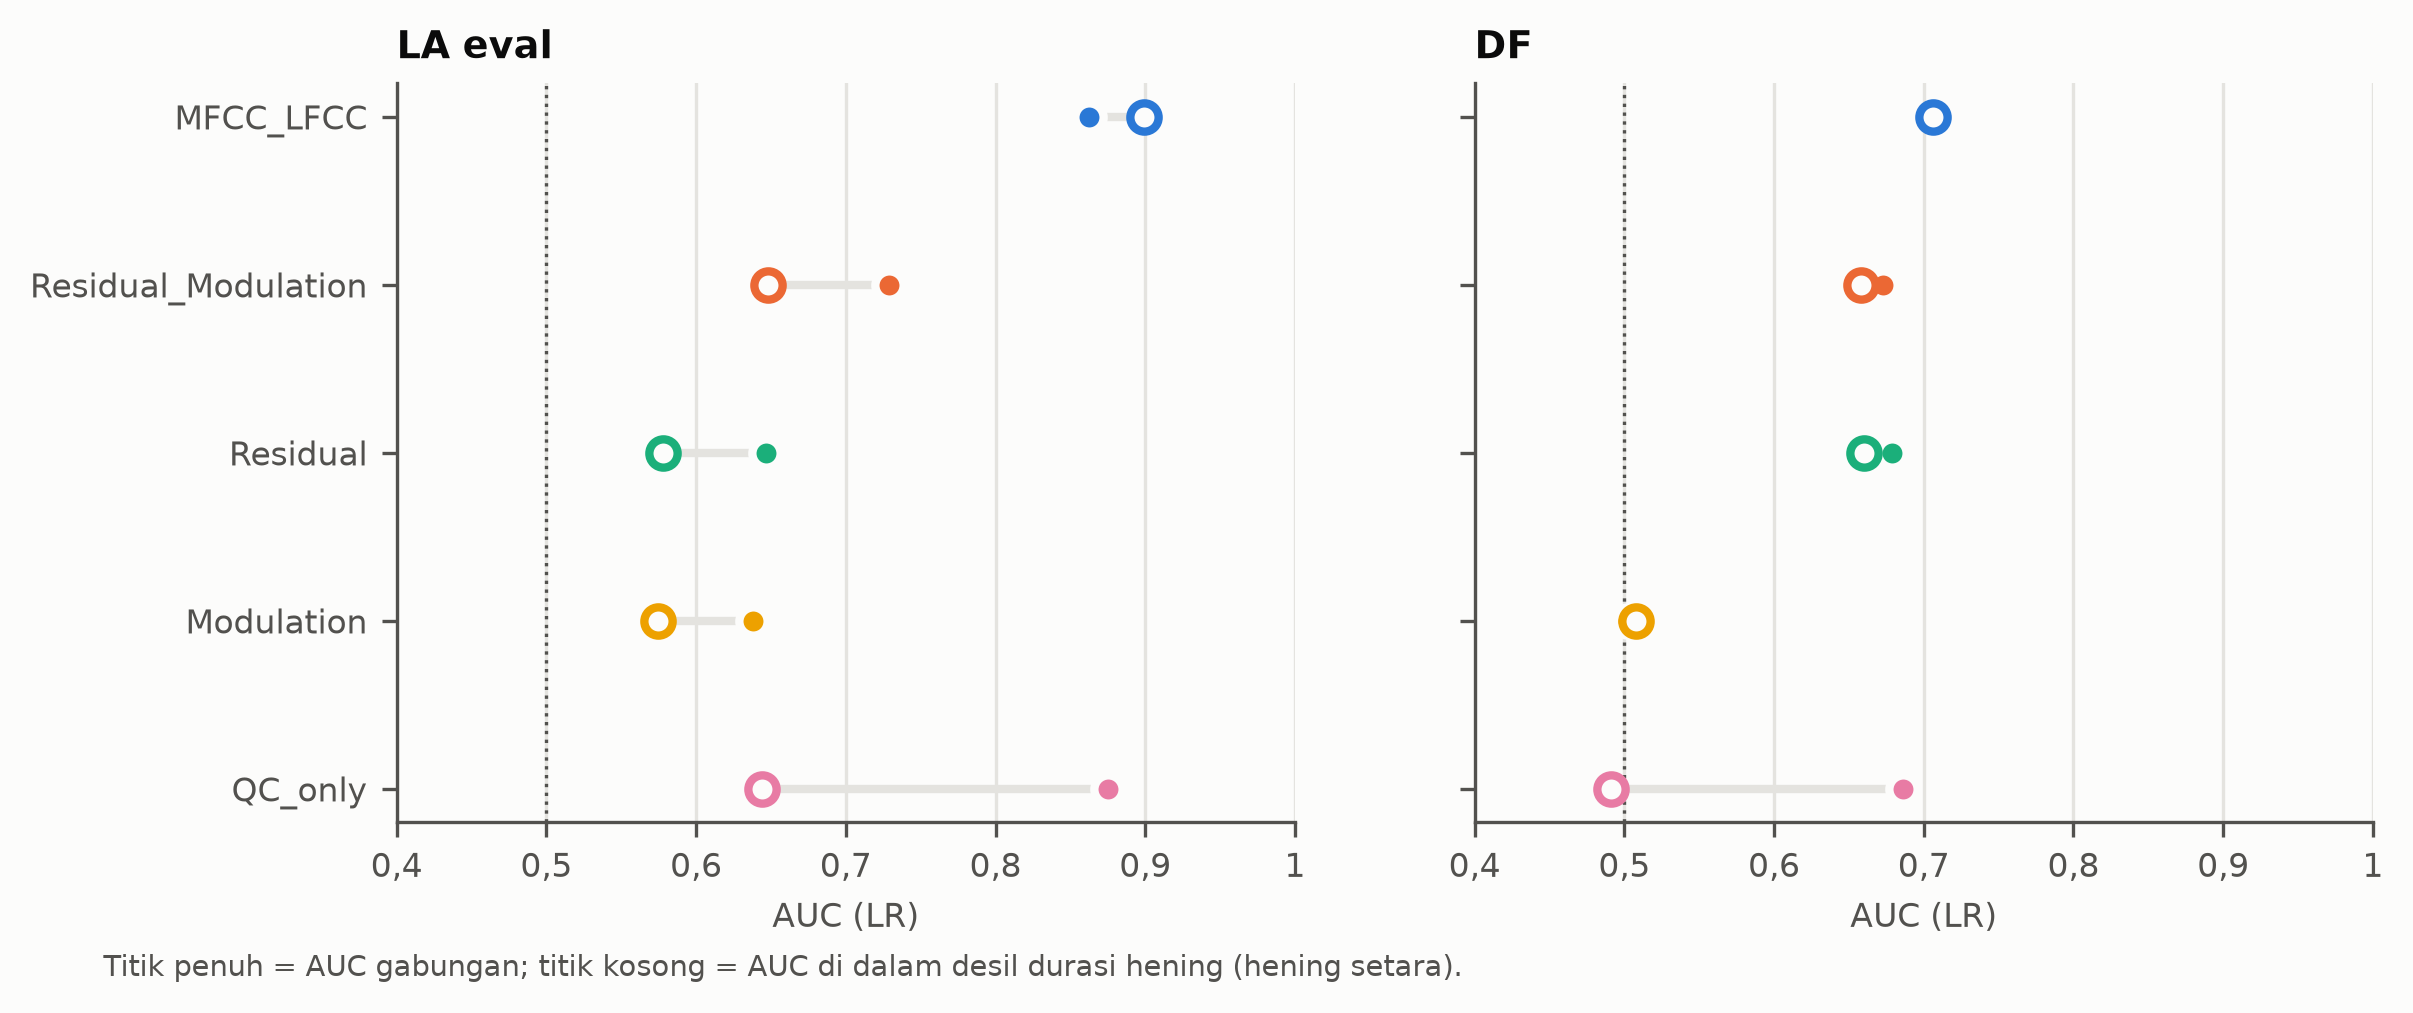 LA eval
DF
MFCC_LFCC
Residual_Modulation
Residual
Modulation
QC_only
0,4 0,5 0,6 0,7 0,8 0,9 1
0,4 0,5 0,6 0,7 0,8 0,9 1
AUC (LR)
AUC (LR)
Titik penuh = AUC gabungan; titik kosong = AUC di dalam desil durasi hening (hening setara).